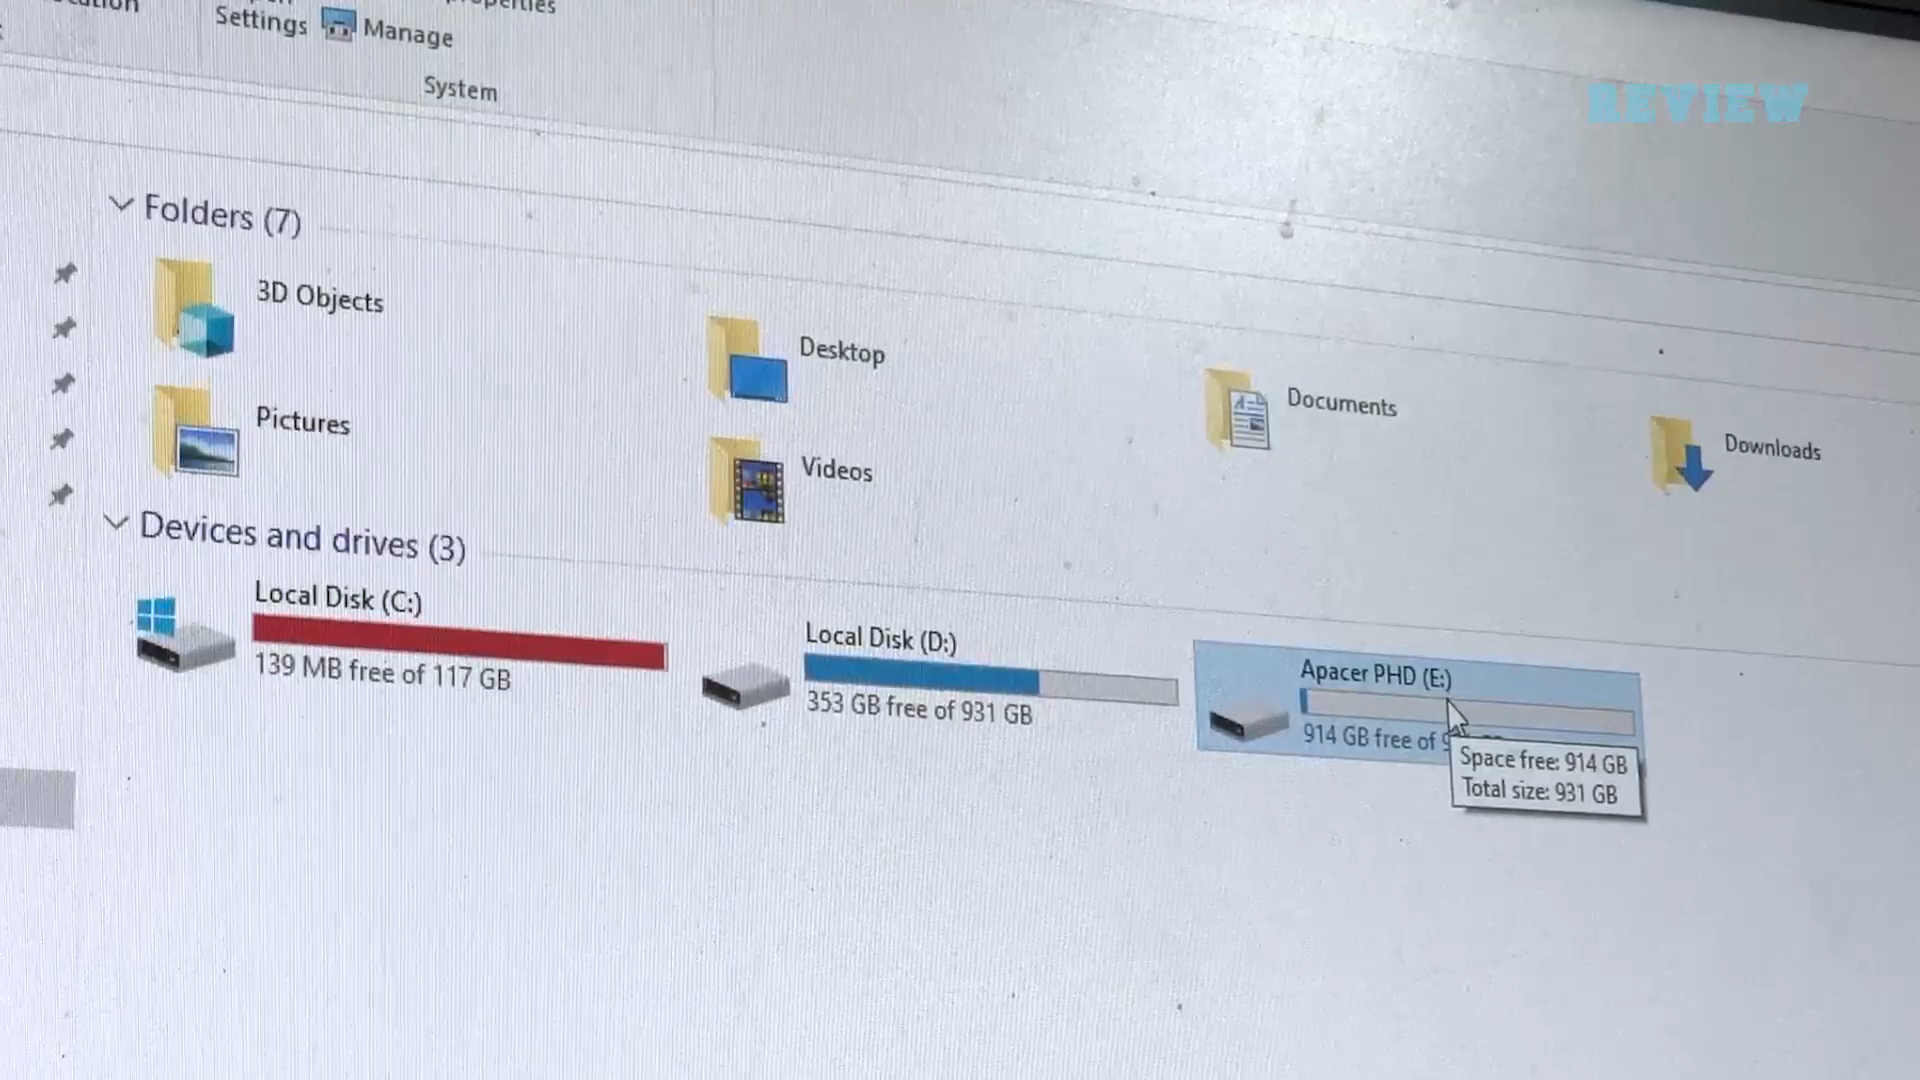 Settings
Manage
System
REVIEW
Folders (7)
3D Objects
Desktop
Documents
Downloads
Pictures
Videos
Devices and drives (3)
Local Disk (C:)
139 MB free of 117 GB
Local Disk (D:)
353 GB free of 931 GB
Apacer PHD (E:)
914 GB free of
Space free: 914 GB
Total size: 931 GB